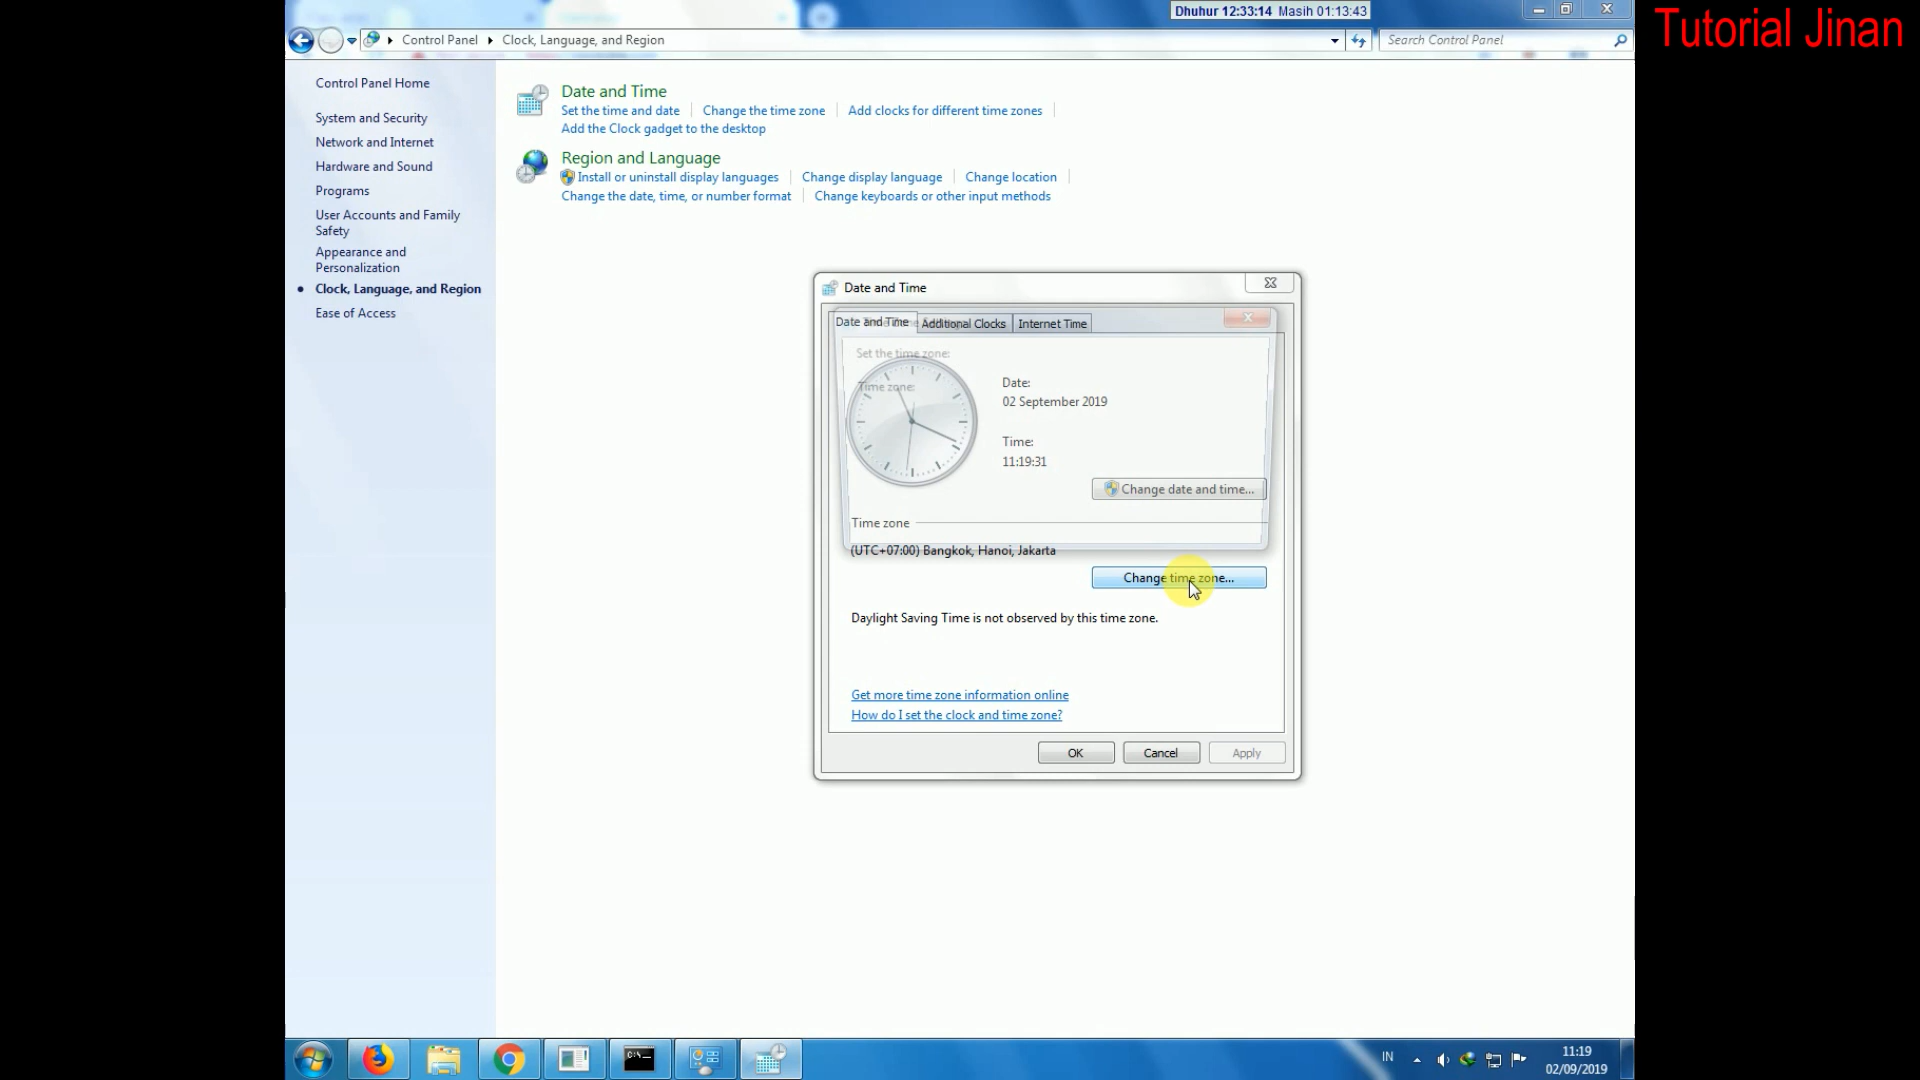 Dhuhur 12:33:14 Masih 01:13:43
Tutorial Jinan
Control Panel Clock, Language, and Region
Search Control Panel
Control Panel Home
System and Security
Network and Internet
Hardware and Sound
Programs
User Accounts and Family
Safety
Appearance and
Personalization
Clock, Language, and Region
Ease of Access
Date and Time
Set the time and date Change the time zone Add clocks for different time zones
Add the Clock gadget to the desktop
Region and Language
Install or uninstall display languages Change display language Change location
Change the date, time, or number format Change keyboards or other input methods
Date and Time
Date and Time Additional Clocks Internet Time
Set the time zone:
Time zone:
Date:
02 September 2019
Time:
11:19:31
Change date and time...
Time zone
(UTC+07:00) Bangkok, Hanoi, Jakarta
Change time zone...
Daylight Saving Time is not observed by this time zone.
Get more time zone information online
How do I set the clock and time zone?
OK Cancel Apply
IN 11:19
02/09/2019